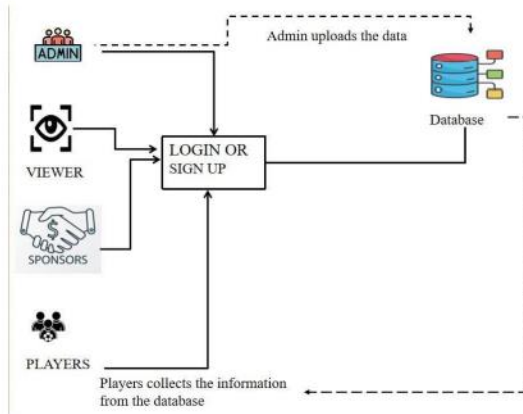 Admin uploads the data
ADMIN
Database
LOGIN OR
SIGN UP
VIEWER
$
SPONSORS
PLAYERS
Players collects the information
from the database